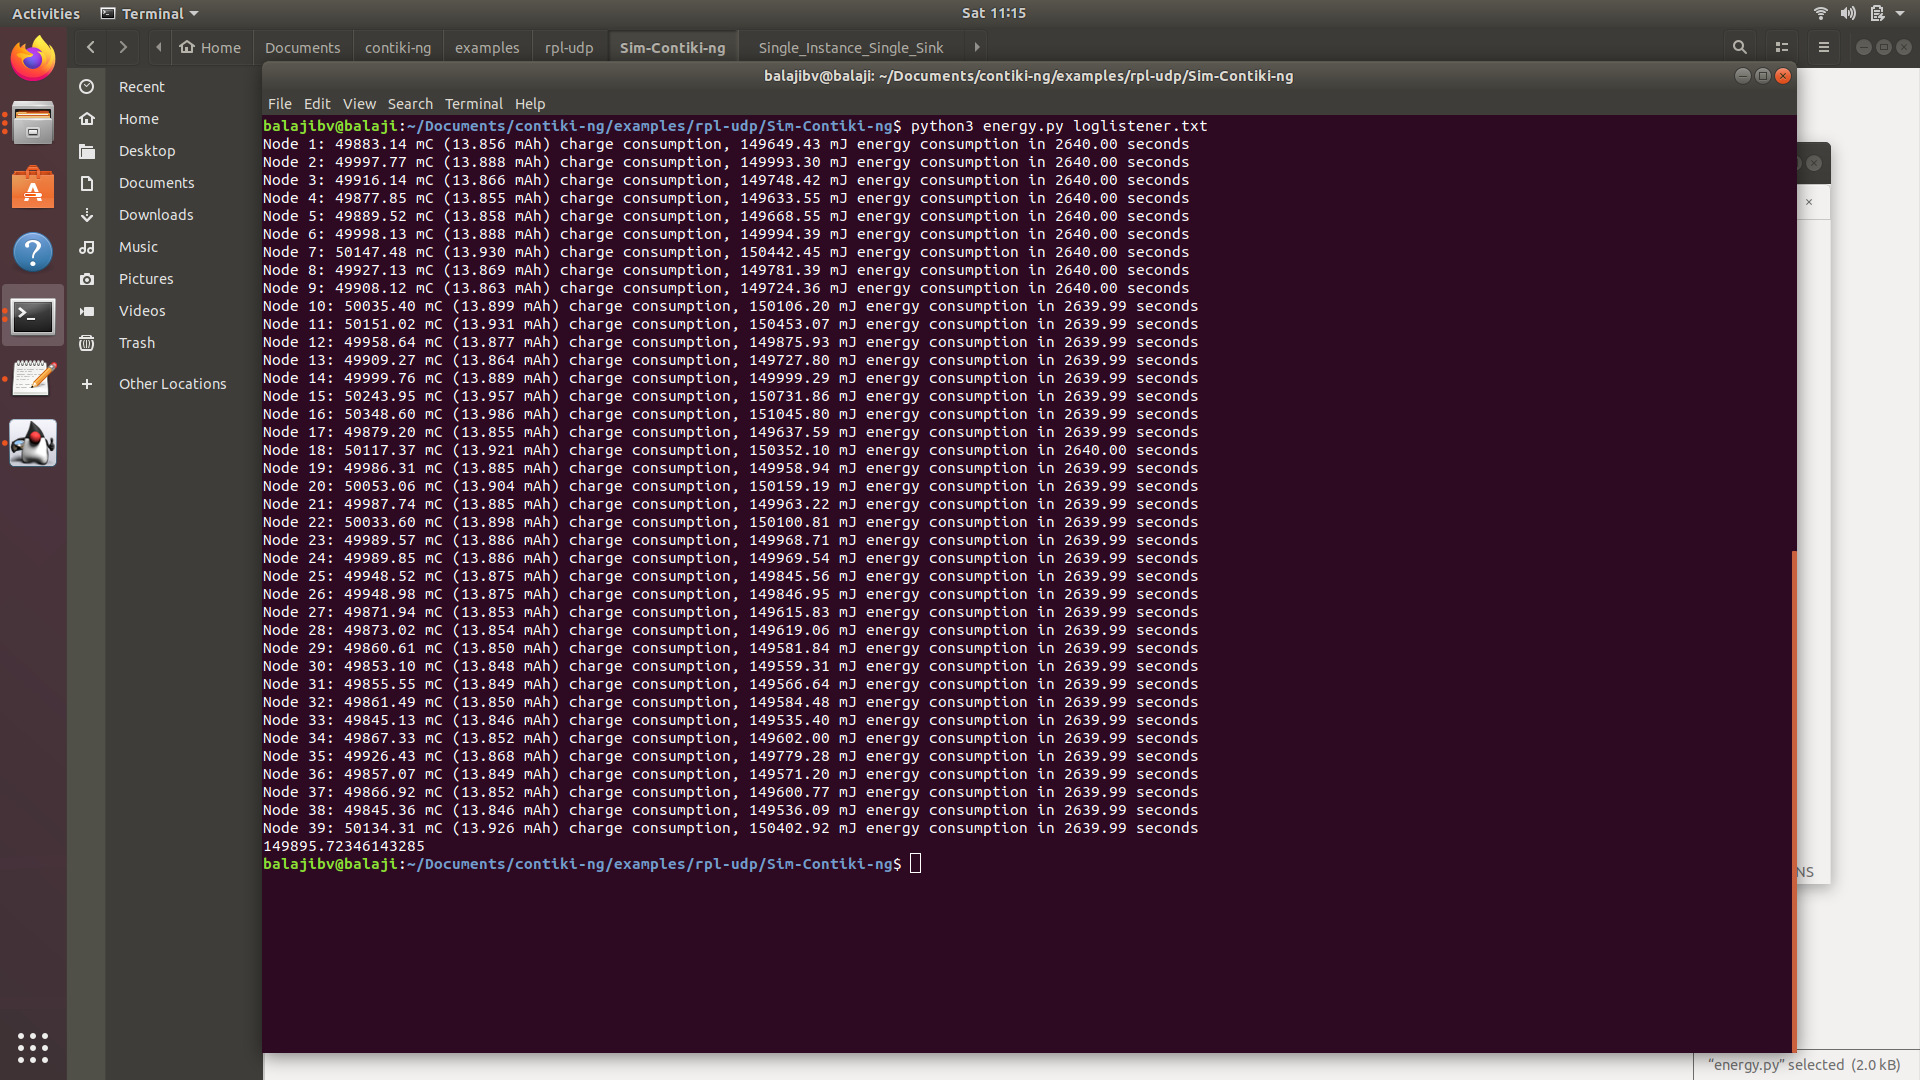 Activities Terminal Sat 11:15
Home Documents contiki-ng examples rpl-udp Sim-Contiki-ng Single_Instance_Single_Sink
balajibv@balaji: ~/Documents/contiki-ng/examples/rpl-udp/Sim-Contiki-ng
File Edit View Search Terminal Help
Recent
Home
Desktop
Documents
Downloads
Music
Pictures
Videos
Trash
Other Locations
balajibv@balaji:~/Documents/contiki-ng/examples/rpl-udp/Sim-Contiki-ng$ python3 energy.py loglistener.txt
Node 1: 49883.14 mC (13.856 mAh) charge consumption, 149649.43 mJ energy consumption in 2640.00 seconds
Node 2: 49997.77 mC (13.888 mAh) charge consumption, 149993.30 mJ energy consumption in 2640.00 seconds
Node 3: 49916.14 mC (13.866 mAh) charge consumption, 149748.42 mJ energy consumption in 2640.00 seconds
Node 4: 49877.85 mC (13.855 mAh) charge consumption, 149633.55 mJ energy consumption in 2640.00 seconds
Node 5: 49889.52 mC (13.858 mAh) charge consumption, 149668.55 mJ energy consumption in 2640.00 seconds
Node 6: 49998.13 mC (13.888 mAh) charge consumption, 149994.39 mJ energy consumption in 2640.00 seconds
Node 7: 50147.48 mC (13.930 mAh) charge consumption, 150442.45 mJ energy consumption in 2640.00 seconds
Node 8: 49927.13 mC (13.869 mAh) charge consumption, 149781.39 mJ energy consumption in 2640.00 seconds
Node 9: 49908.12 mC (13.863 mAh) charge consumption, 149724.36 mJ energy consumption in 2640.00 seconds
Node 10: 50035.40 mC (13.899 mAh) charge consumption, 150106.20 mJ energy consumption in 2639.99 seconds
Node 11: 50151.02 mC (13.931 mAh) charge consumption, 150453.07 mJ energy consumption in 2639.99 seconds
Node 12: 49958.64 mC (13.877 mAh) charge consumption, 149875.93 mJ energy consumption in 2639.99 seconds
Node 13: 49909.27 mC (13.864 mAh) charge consumption, 149727.80 mJ energy consumption in 2639.99 seconds
Node 14: 49999.76 mC (13.889 mAh) charge consumption, 149999.29 mJ energy consumption in 2639.99 seconds
Node 15: 50243.95 mC (13.957 mAh) charge consumption, 150731.86 mJ energy consumption in 2639.99 seconds
Node 16: 50348.60 mC (13.986 mAh) charge consumption, 151045.80 mJ energy consumption in 2639.99 seconds
Node 17: 49879.20 mC (13.855 mAh) charge consumption, 149637.59 mJ energy consumption in 2639.99 seconds
Node 18: 50117.37 mC (13.921 mAh) charge consumption, 150352.10 mJ energy consumption in 2640.00 seconds
Node 19: 49986.31 mC (13.885 mAh) charge consumption, 149958.94 mJ energy consumption in 2639.99 seconds
Node 20: 50053.06 mC (13.904 mAh) charge consumption, 150159.19 mJ energy consumption in 2639.99 seconds
Node 21: 49987.74 mC (13.885 mAh) charge consumption, 149963.22 mJ energy consumption in 2639.99 seconds
Node 22: 50033.60 mC (13.898 mAh) charge consumption, 150100.81 mJ energy consumption in 2639.99 seconds
Node 23: 49989.57 mC (13.886 mAh) charge consumption, 149968.71 mJ energy consumption in 2639.99 seconds
Node 24: 49989.85 mC (13.886 mAh) charge consumption, 149969.54 mJ energy consumption in 2639.99 seconds
Node 25: 49948.52 mC (13.875 mAh) charge consumption, 149845.56 mJ energy consumption in 2639.99 seconds
Node 26: 49948.98 mC (13.875 mAh) charge consumption, 149846.95 mJ energy consumption in 2639.99 seconds
Node 27: 49871.94 mC (13.853 mAh) charge consumption, 149615.83 mJ energy consumption in 2639.99 seconds
Node 28: 49873.02 mC (13.854 mAh) charge consumption, 149619.06 mJ energy consumption in 2639.99 seconds
Node 29: 49860.61 mC (13.850 mAh) charge consumption, 149581.84 mJ energy consumption in 2639.99 seconds
Node 30: 49853.10 mC (13.848 mAh) charge consumption, 149559.31 mJ energy consumption in 2639.99 seconds
Node 31: 49855.55 mC (13.849 mAh) charge consumption, 149566.64 mJ energy consumption in 2639.99 seconds
Node 32: 49861.49 mC (13.850 mAh) charge consumption, 149584.48 mJ energy consumption in 2639.99 seconds
Node 33: 49845.13 mC (13.846 mAh) charge consumption, 149535.40 mJ energy consumption in 2639.99 seconds
Node 34: 49867.33 mC (13.852 mAh) charge consumption, 149602.00 mJ energy consumption in 2639.99 seconds
Node 35: 49926.43 mC (13.868 mAh) charge consumption, 149779.28 mJ energy consumption in 2639.99 seconds
Node 36: 49857.07 mC (13.849 mAh) charge consumption, 149571.20 mJ energy consumption in 2639.99 seconds
Node 37: 49866.92 mC (13.852 mAh) charge consumption, 149600.77 mJ energy consumption in 2639.99 seconds
Node 38: 49845.36 mC (13.846 mAh) charge consumption, 149536.09 mJ energy consumption in 2639.99 seconds
Node 39: 50134.31 mC (13.926 mAh) charge consumption, 150402.92 mJ energy consumption in 2639.99 seconds
149895.72346143285
balajibv@balaji:~/Documents/contiki-ng/examples/rpl-udp/Sim-Contiki-ng$
NS
“energy.py” selected (2.0 kB)